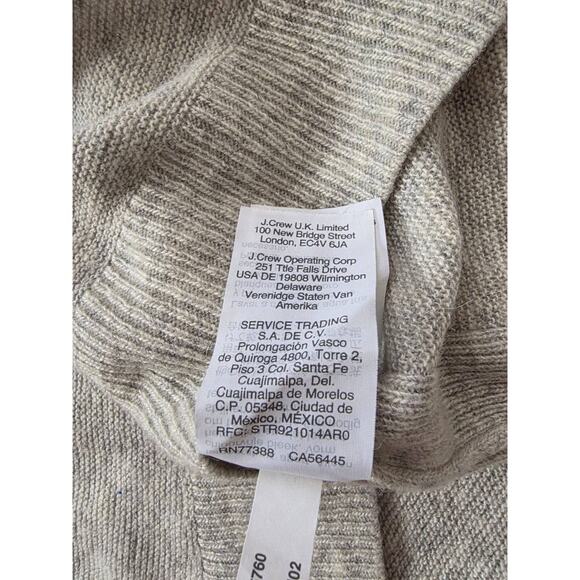 J.Crew U.K. Limited
100 New Bridge Street
London, EC4V 6JA
J.Crew Operating Corp
251 Ttle Falls Drive
USA DE 19808 Wilmington
Delaware
Verenidge Staten Van
Amerika
SERVICE TRADING
S.A. DE C.V.
Prolongación Vasco
de Quiroga 4800, Torre 2,
Piso 3 Col. Santa Fe
Cuajimalpa, Del.
Cuajimalpa de Morelos
C.P. 05348, Ciudad de
México, MÉXICO
RFC: STR921014AR0
RN77388 CA56445
760
02